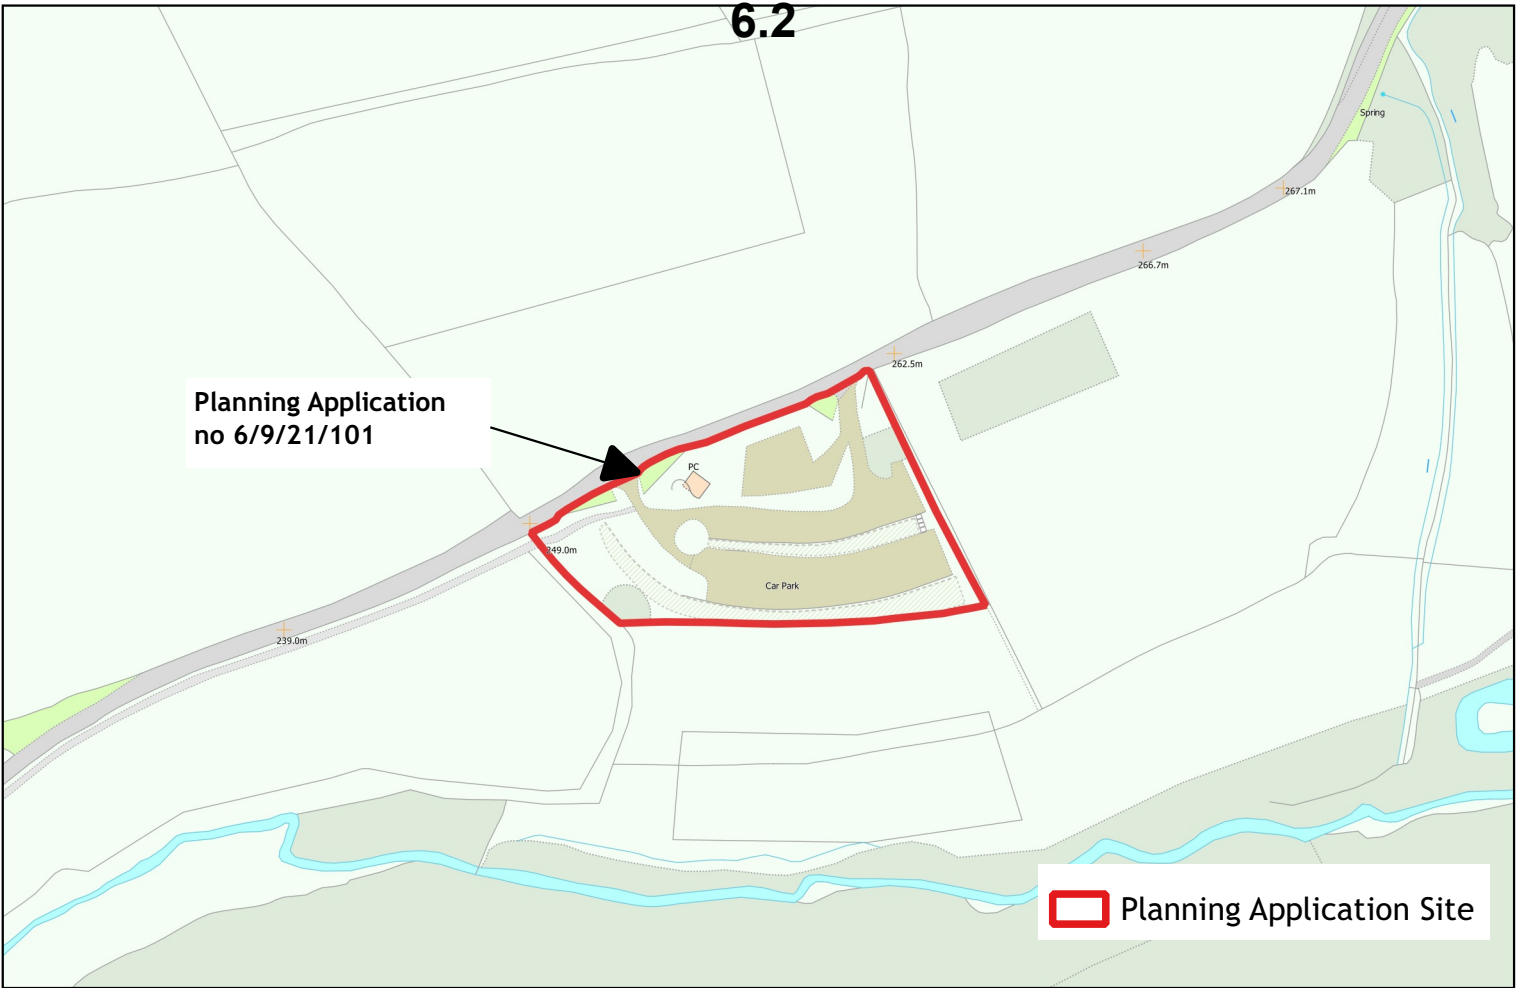 6.2
Spring
267.1m
266.7m
262.5m
Planning Application
no 6/9/21/101
PC
249.0m
Car Park
239.0m
Planning Application Site